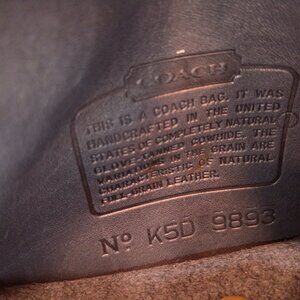 COACH
THIS IS A COACH BAG. IT WAS
HANDCRAFTED IN THE UNITED
STATES OF COMPLETELY NATURAL
GLOVE-TANNED COWHIDE. THE
VARIATIONS IN THE GRAIN ARE
CHARACTERISTIC OF NATURAL
FULL-GRAIN LEATHER.
Nº K5D 9893